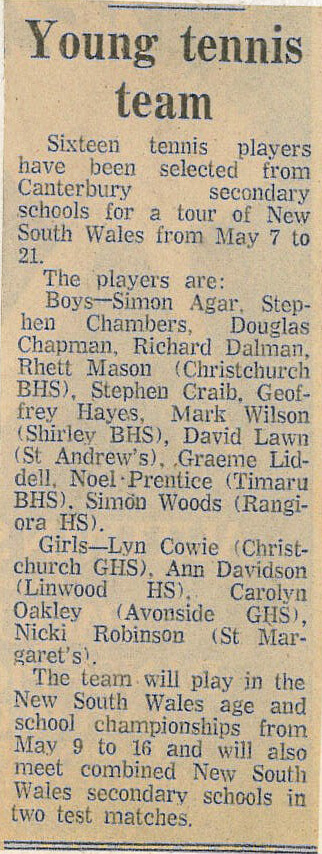 Young tennis
team
Sixteen tennis players
have been selected from
Canterbury secondary
schools for a tour of New
South Wales from May 7 to
21.
The players are:
Boys—Simon Agar, Step-
hen Chambers, Douglas
Chapman, Richard Dalman,
Rhett Mason (Christchurch
BHS), Stephen Craib, Geof-
frey Hayes, Mark Wilson
(Shirley BHS), David Lawn
(St Andrew's), Graeme Lid-
dell, Noel Prentice (Timaru
BHS), Simon Woods (Rangi-
ora HS).
Girls—Lyn Cowie (Christ-
church GHS), Ann Davidson
(Linwood HS), Carolyn
Oakley (Avonside GHS),
Nicki Robinson (St Mar-
garet's).
The team will play in the
New South Wales age and
school championships from
May 9 to 16 and will also
meet combined New South
Wales secondary schools in
two test matches.